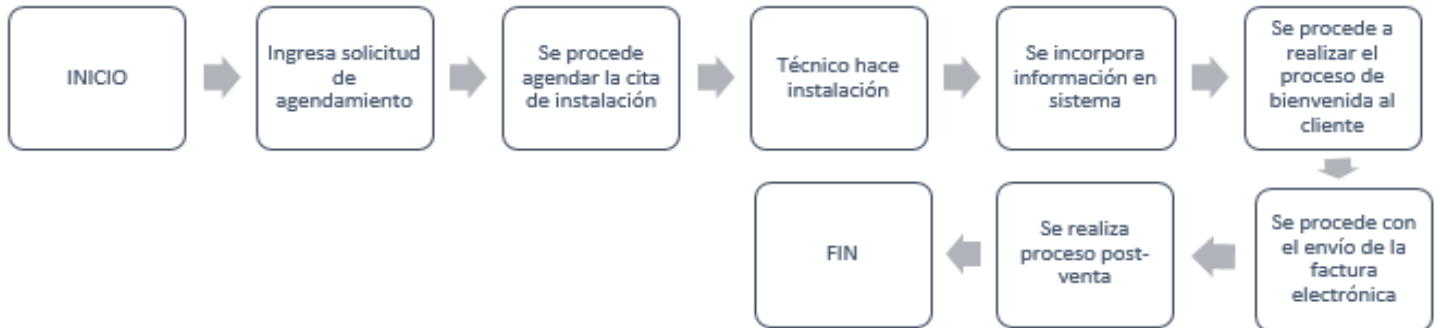 INICIO
Ingresa solicitud
de
agendamiento
Se procede
agendar la cita
de instalación
Técnico hace
instalación
Se incorpora
información en
sistema
Se procede a
realizar el
proceso de
bienvenida al
cliente
Se procede con
el envío de la
factura
electrónica
Se realiza
proceso post-
venta
FIN